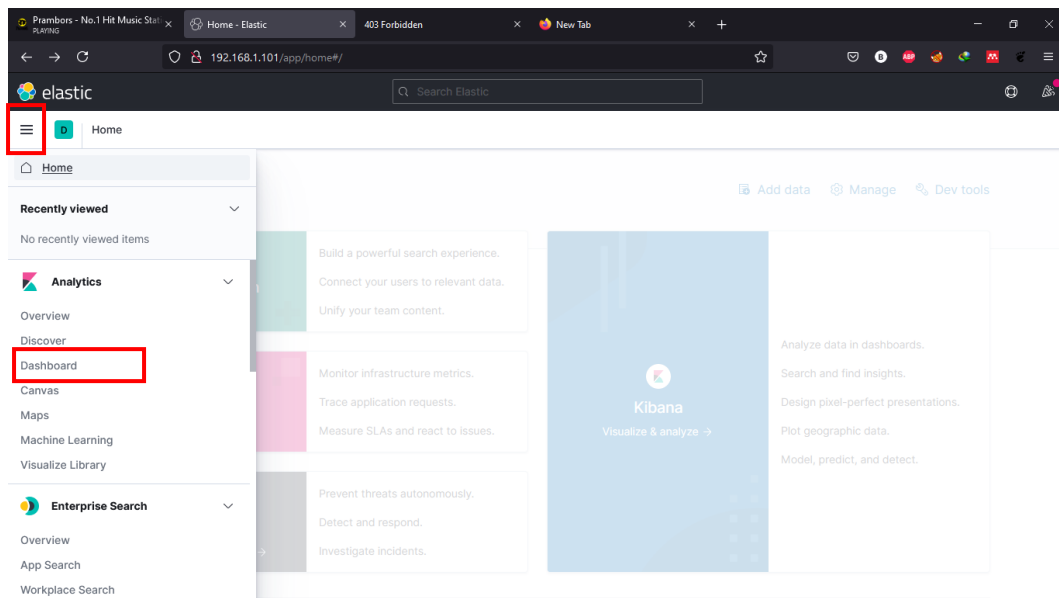 Prambors - No.1 Hit Music Stati
PLAYING
Home - Elastic
403 Forbidden
New Tab
192.168.1.101/app/home#/
B
ABP
elastic
Search Elastic
D
Home
Home
Recently viewed
No recently viewed items
Analytics
Overview
Discover
Dashboard
Canvas
Maps
Machine Learning
Visualize Library
Enterprise Search
Overview
App Search
Workplace Search
Add data
Manage
Dev tools
Build a powerful search experience.
Connect your users to relevant data.
Unify your team content.
Monitor infrastructure metrics.
Trace application requests.
Measure SLAs and react to issues.
Prevent threats autonomously.
Detect and respond.
Investigate incidents.
Kibana
Visualize & analyze →
Analyze data in dashboards.
Search and find insights.
Design pixel-perfect presentations.
Plot geographic data.
Model, predict, and detect.